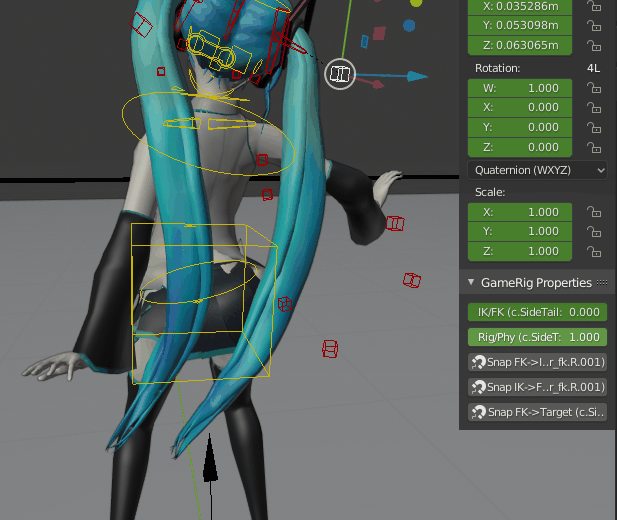 X: 0.035286m
Y: 0.053098m
Z: 0.063065m
Rotation: 4L
W: 1.000
X: 0.000
Y: 0.000
Z: 0.000
Quaternion (WXYZ)
Scale:
X: 1.000
Y: 1.000
Z: 1.000
GameRig Properties
IK/FK (c.SideTail: 0.000
Rig/Phy (c.SideT: 1.000
Snap FK->I..r_fk.R.001)
Snap IK->F..r_fk.R.001)
Snap FK->Target (c.Si..